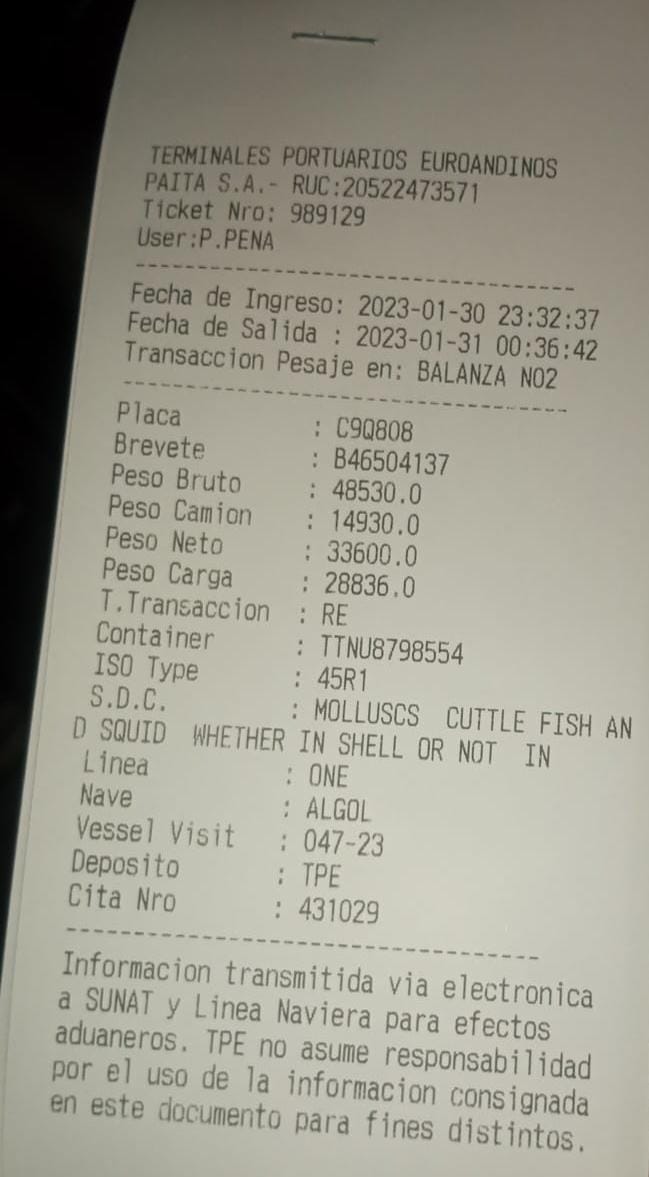 TERMINALES PORTUARIOS EUROANDINOS
PAITA S.A.- RUC:20522473571
Ticket Nro: 989129
User:P.PENA
-----------------------------------
Fecha de Ingreso: 2023-01-30 23:32:37
Fecha de Salida : 2023-01-31 00:36:42
Transaccion Pesaje en: BALANZA NO2
-----------------------------------
Placa : C9Q808
Brevete : B46504137
Peso Bruto : 48530.0
Peso Camion : 14930.0
Peso Neto : 33600.0
Peso Carga : 28836.0
T.Transaccion : RE
Container : TTNU8798554
ISO Type : 45R1
S.D.C. : MOLLUSCS CUTTLE FISH AN
D SQUID WHETHER IN SHELL OR NOT IN
Linea : ONE
Nave : ALGOL
Vessel Visit : 047-23
Deposito : TPE
Cita Nro : 431029
-----------------------------------
Informacion transmitida via electronica
a SUNAT y Linea Naviera para efectos
aduaneros. TPE no asume responsabilidad
por el uso de la informacion consignada
en este documento para fines distintos.